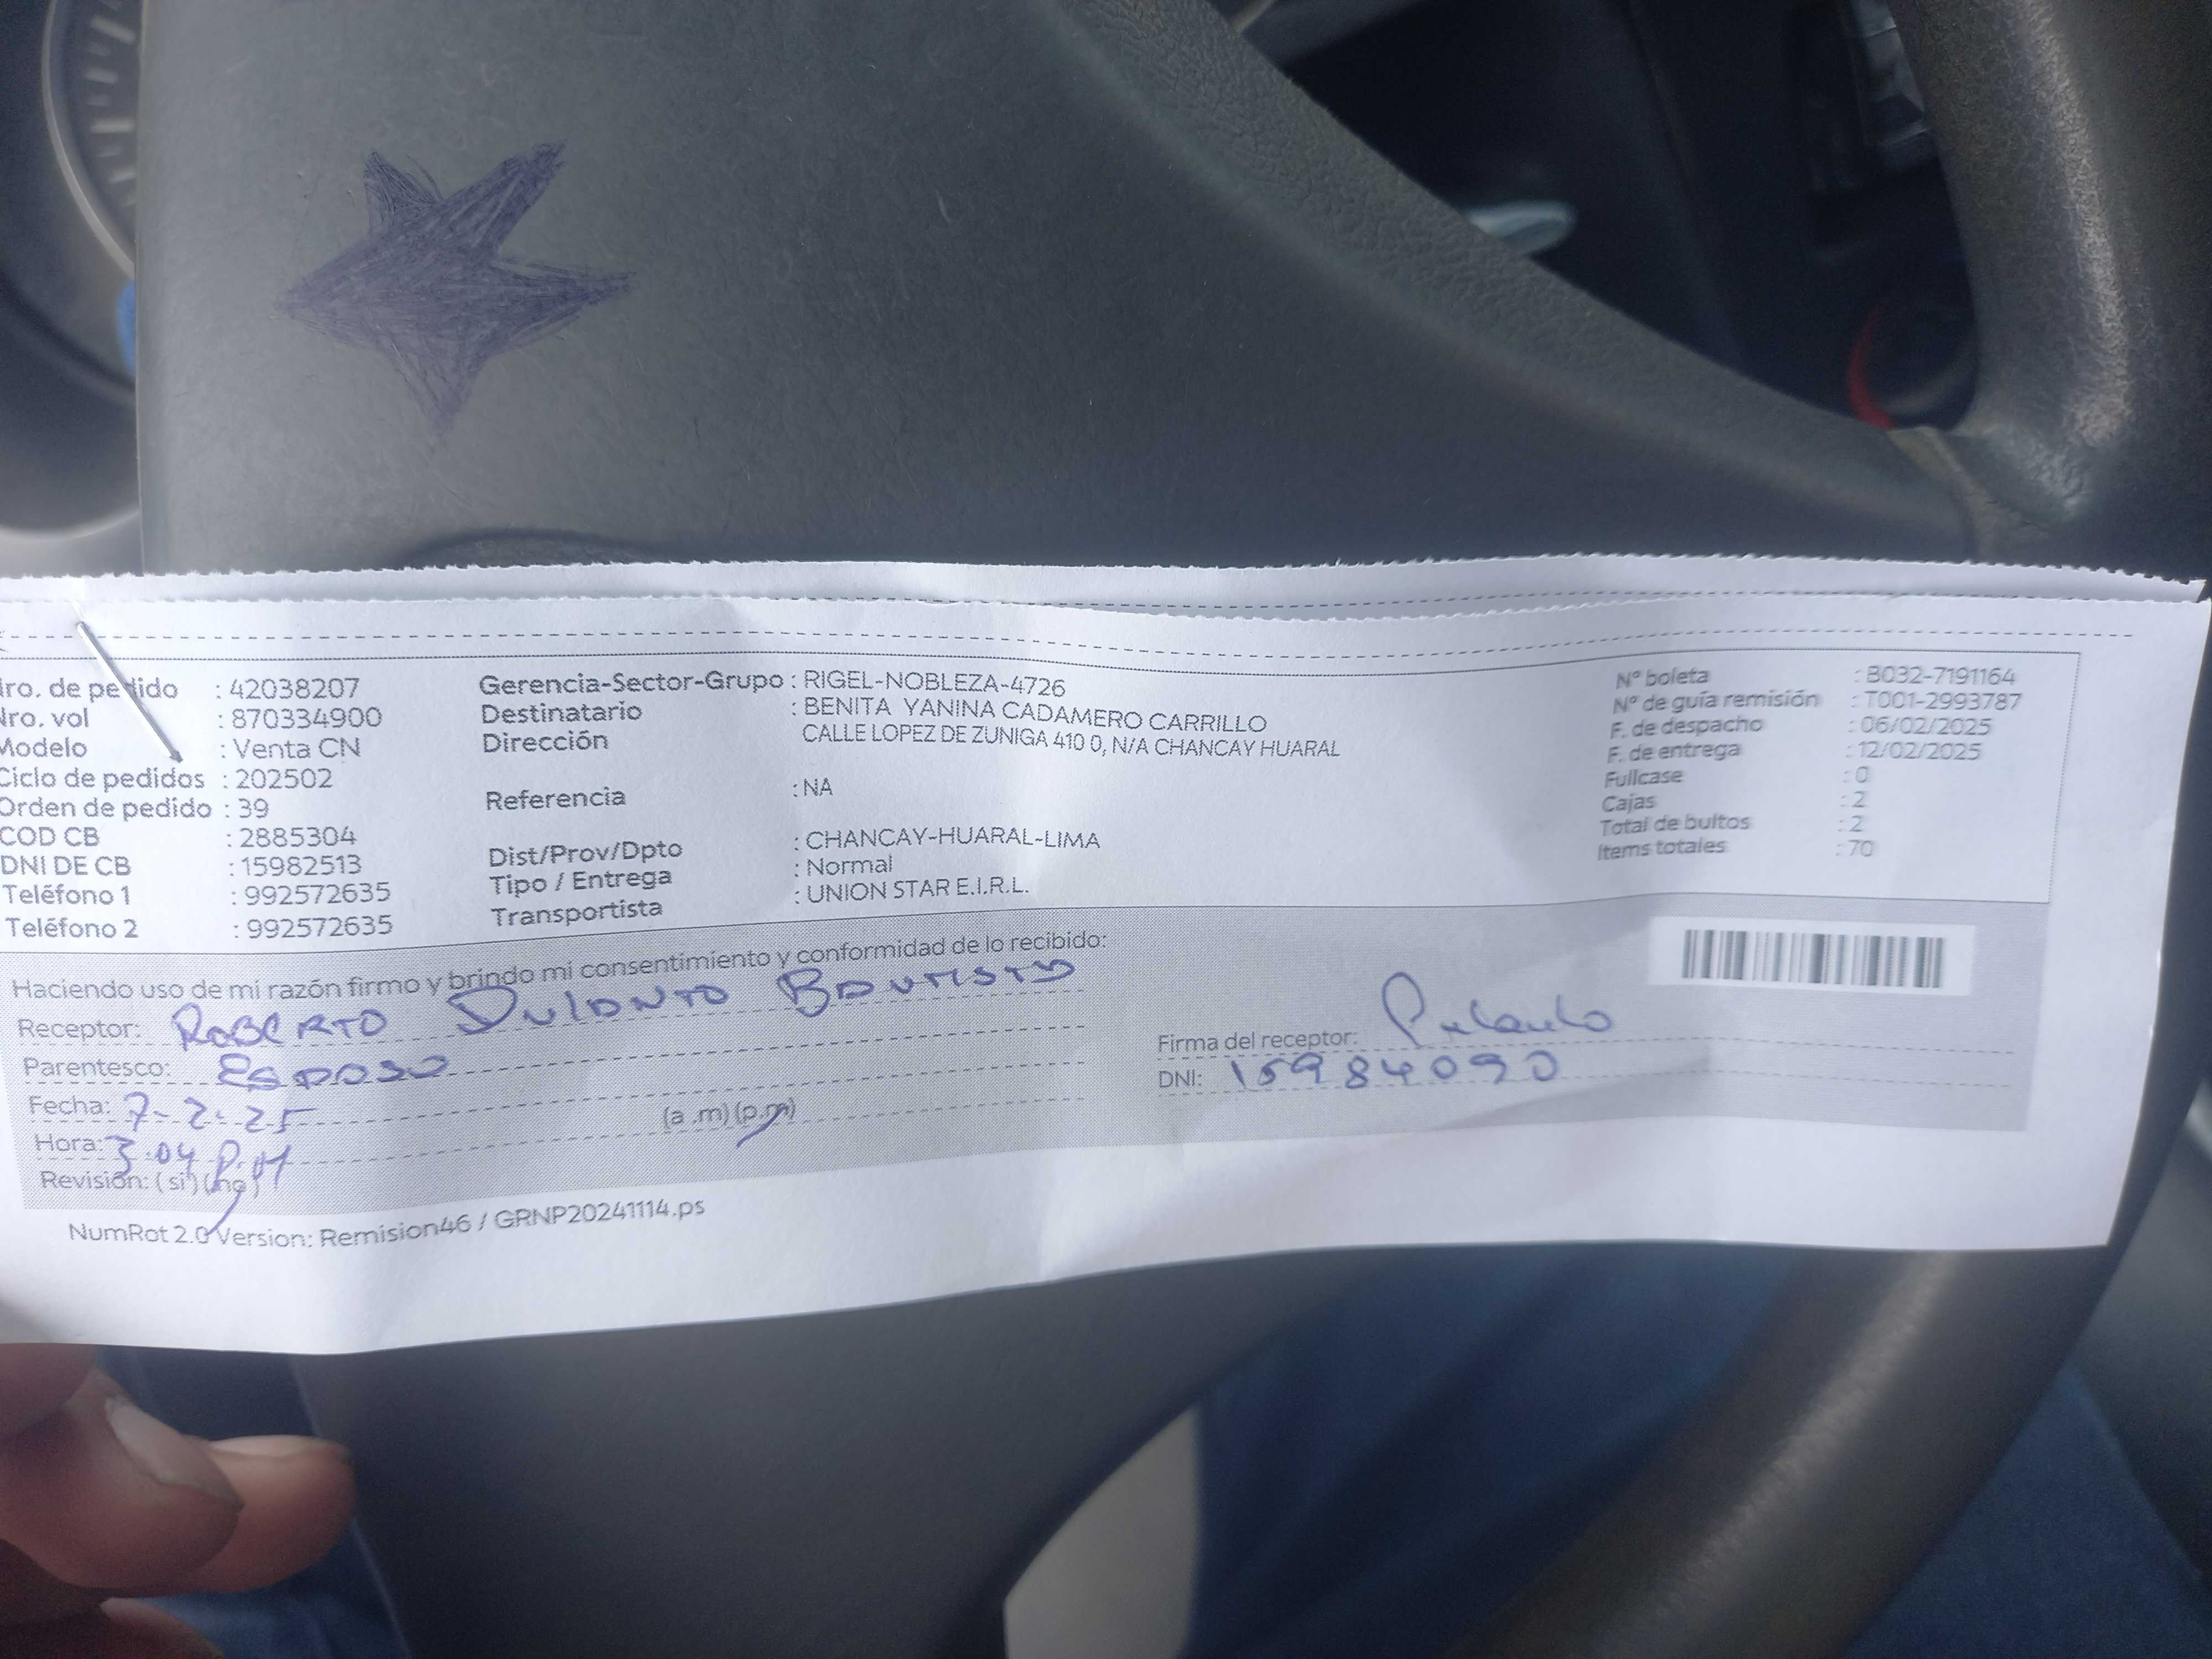 Nro. de pedido : 42038207
Nro. vol : 870334900
Modelo : Venta CN
Ciclo de pedidos : 202502
Orden de pedido : 39
COD CB : 2885304
DNI DE CB : 15982513
Teléfono 1 : 992572635
Teléfono 2 : 992572635
Gerencia-Sector-Grupo : RIGEL-NOBLEZA-4726
Destinatario : BENITA YANINA CADAMERO CARRILLO
Dirección CALLE LOPEZ DE ZUNIGA 410 0, N/A CHANCAY HUARAL
Referencia : NA
Dist/Prov/Dpto : CHANCAY-HUARAL-LIMA
Tipo / Entrega : Normal
Transportista : UNION STAR E.I.R.L.
N° boleta : B032-7191164
N° de guía remisión : T001-2993787
F. de despacho : 06/02/2025
F. de entrega : 12/02/2025
Fullcase : 0
Cajas : 2
Total de bultos : 2
Items totales : 70
Haciendo uso de mi razón firmo y brindo mi consentimiento y conformidad de lo recibido:
Receptor: ROBERTO DULANTO BAUTISTA
Parentesco: ESPOSO
Fecha: 7-2-25
Hora: 3:04 P.M (a .m) (p.m)
Revisión: (si) (no)
Firma del receptor: Dulanto
DNI: 15984090
NumRot 2.0 Version: Remision46 / GRNP20241114.ps